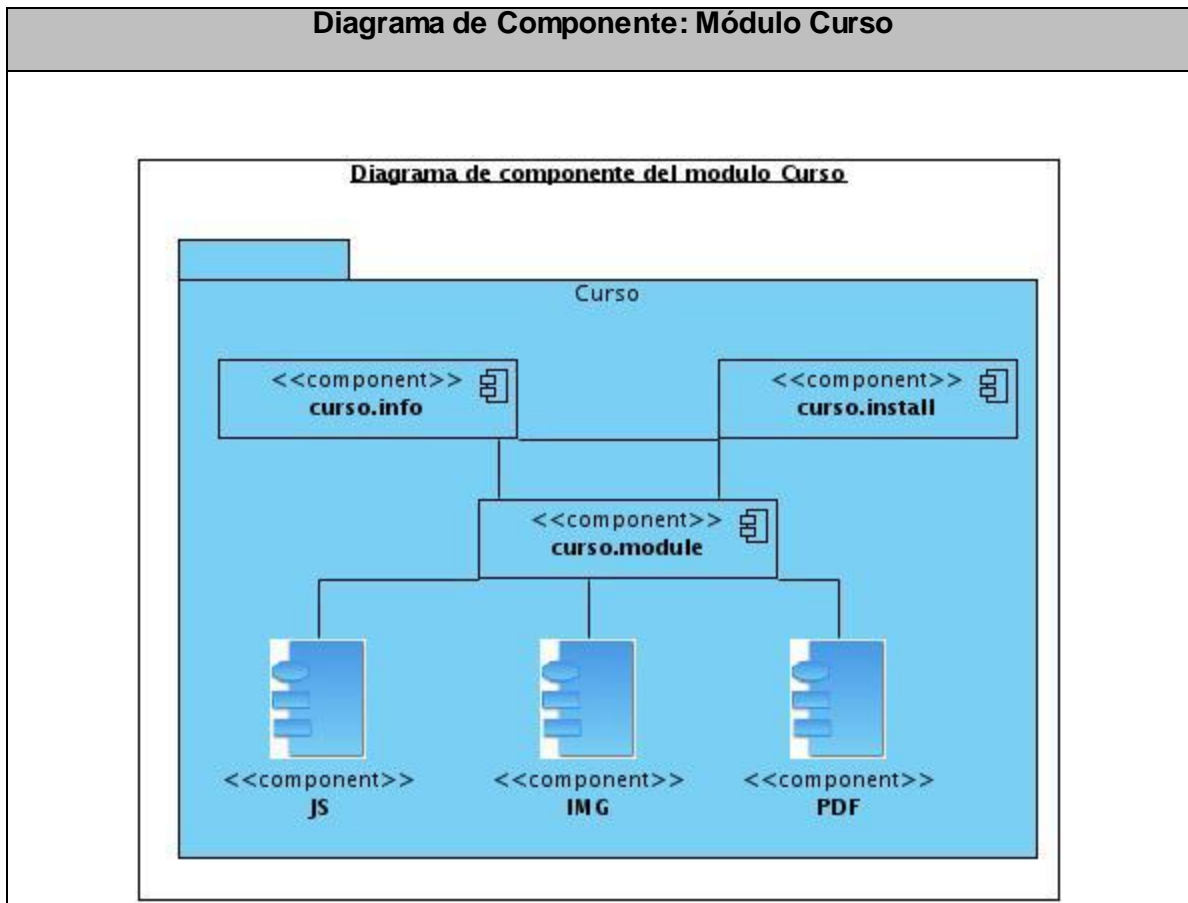 Diagrama de Componente: Módulo Curso
Diagrama de componente del modulo Curso
Curso
<<component>>
curso.info
<<component>>
curso.install
<<component>>
curso.module
<<component>>
JS
<<component>>
IMG
<<component>>
PDF